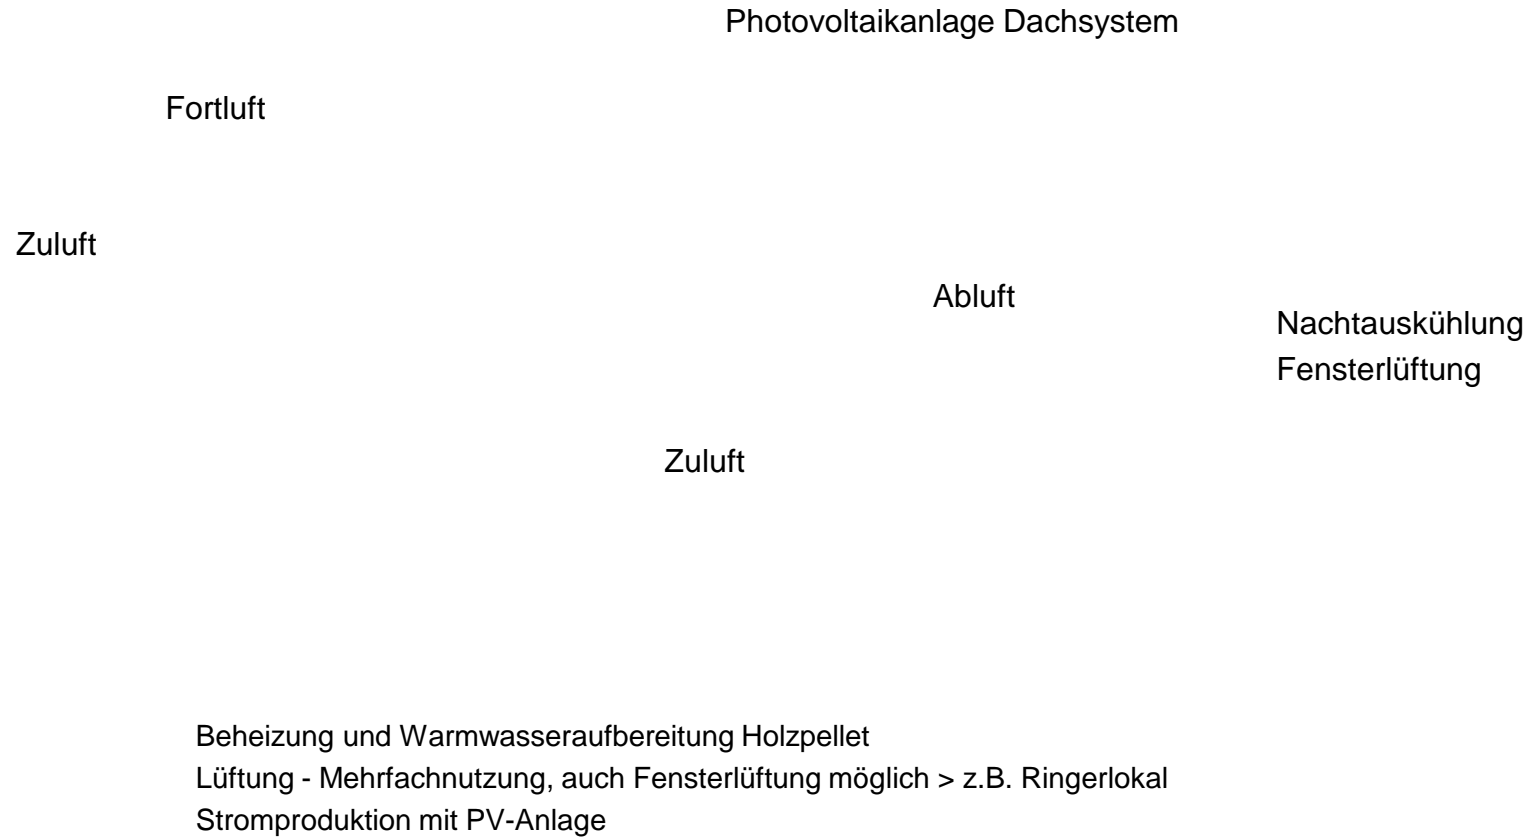 Photovoltaikanlage Dachsystem
Fortluft
Zuluft
Abluft
Nachtauskühlung
Fensterlüftung
Zuluft
Beheizung und Warmwasseraufbereitung Holzpellet
Lüftung - Mehrfachnutzung, auch Fensterlüftung möglich > z.B. Ringerlokal
Stromproduktion mit PV-Anlage